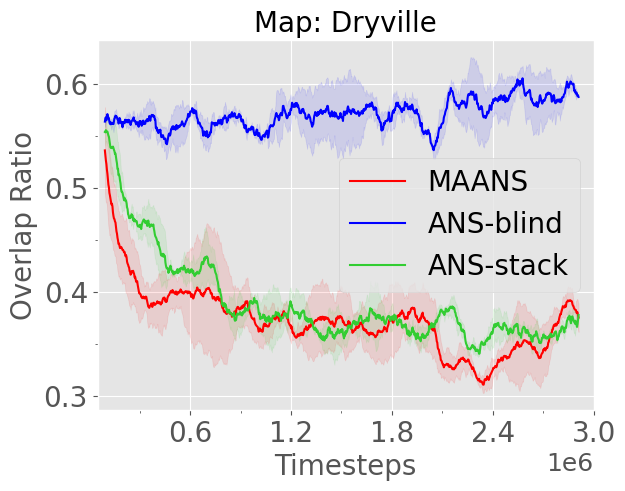 Map: Dryville
Overlap Ratio
0.6
0.5
0.4
0.3
MAANS
ANS-blind
ANS-stack
0.6 1.2 1.8 2.4 3.0
Timesteps
1e6